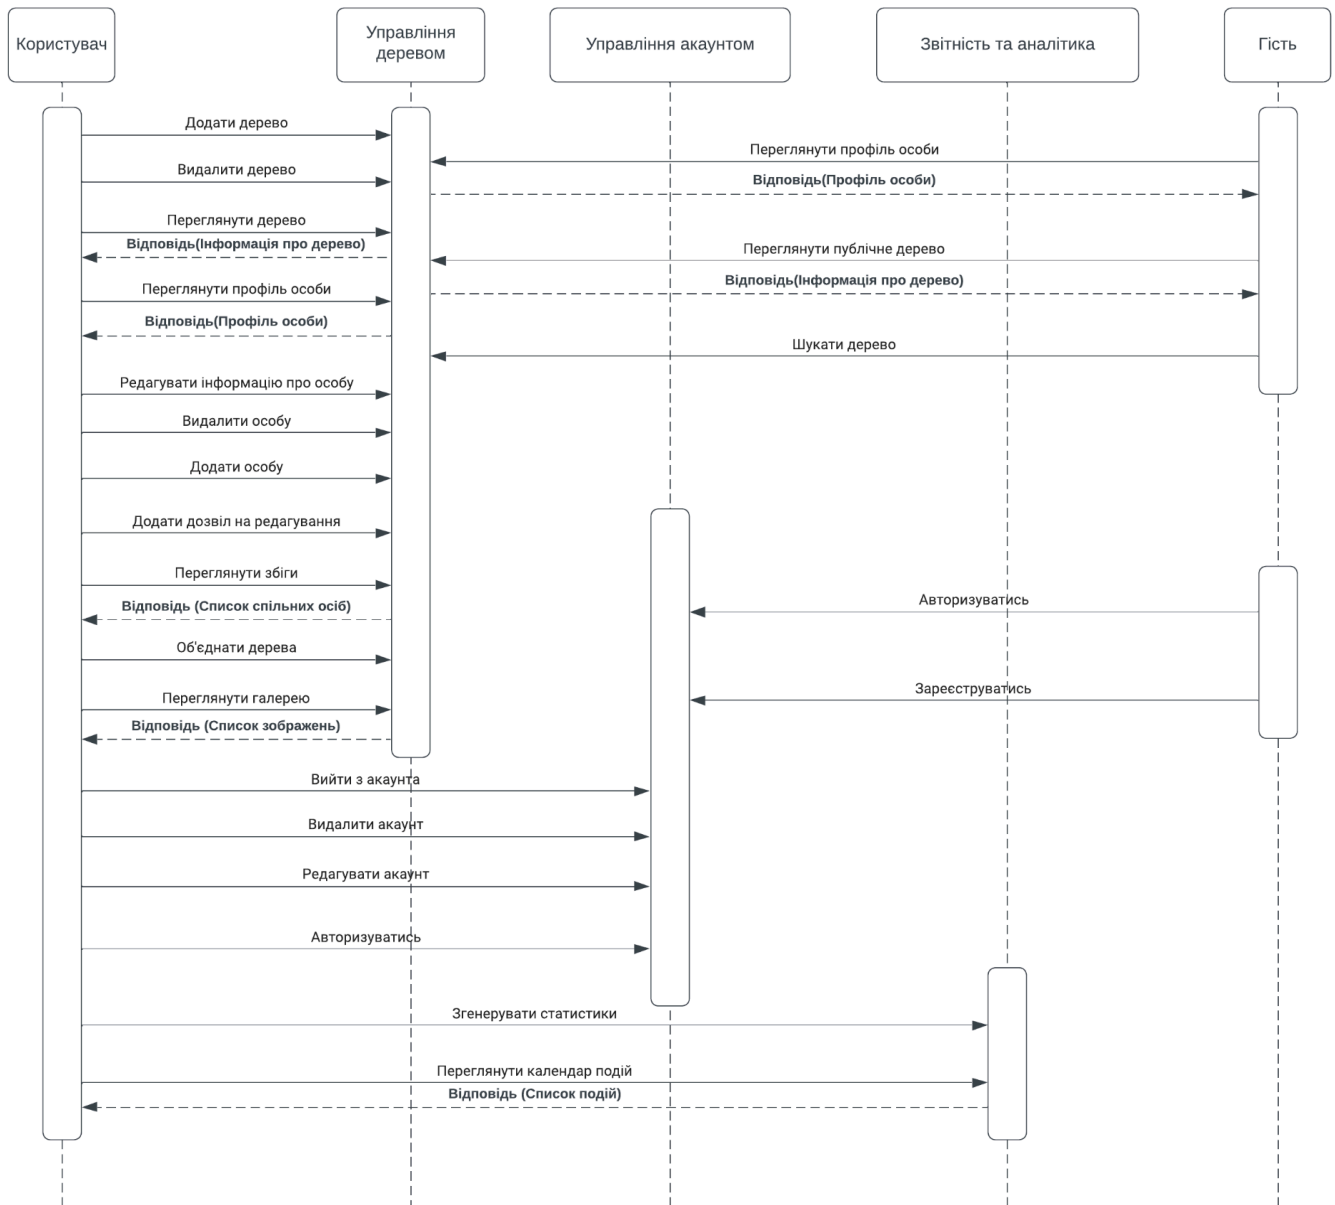 Користувач
Управління
деревом
Управління акаунтом
Звітність та аналітика
Гість
Додати дерево
Переглянути профіль особи
Видалити дерево
Відповідь(Профіль особи)
Переглянути дерево
Відповідь(Інформація про дерево)
Переглянути публічне дерево
Відповідь(Інформація про дерево)
Переглянути профіль особи
Відповідь(Профіль особи)
Шукати дерево
Редагувати інформацію про особу
Видалити особу
Додати особу
Додати дозвіл на редагування
Переглянути збіги
Авторизуватись
Відповідь (Список спільних осіб)
Об'єднати дерева
Зареєструватись
Переглянути галерею
Відповідь (Список зображень)
Вийти з акаунта
Видалити акаунт
Редагувати акаунт
Авторизуватись
Згенерувати статистики
Переглянути календар подій
Відповідь (Список подій)